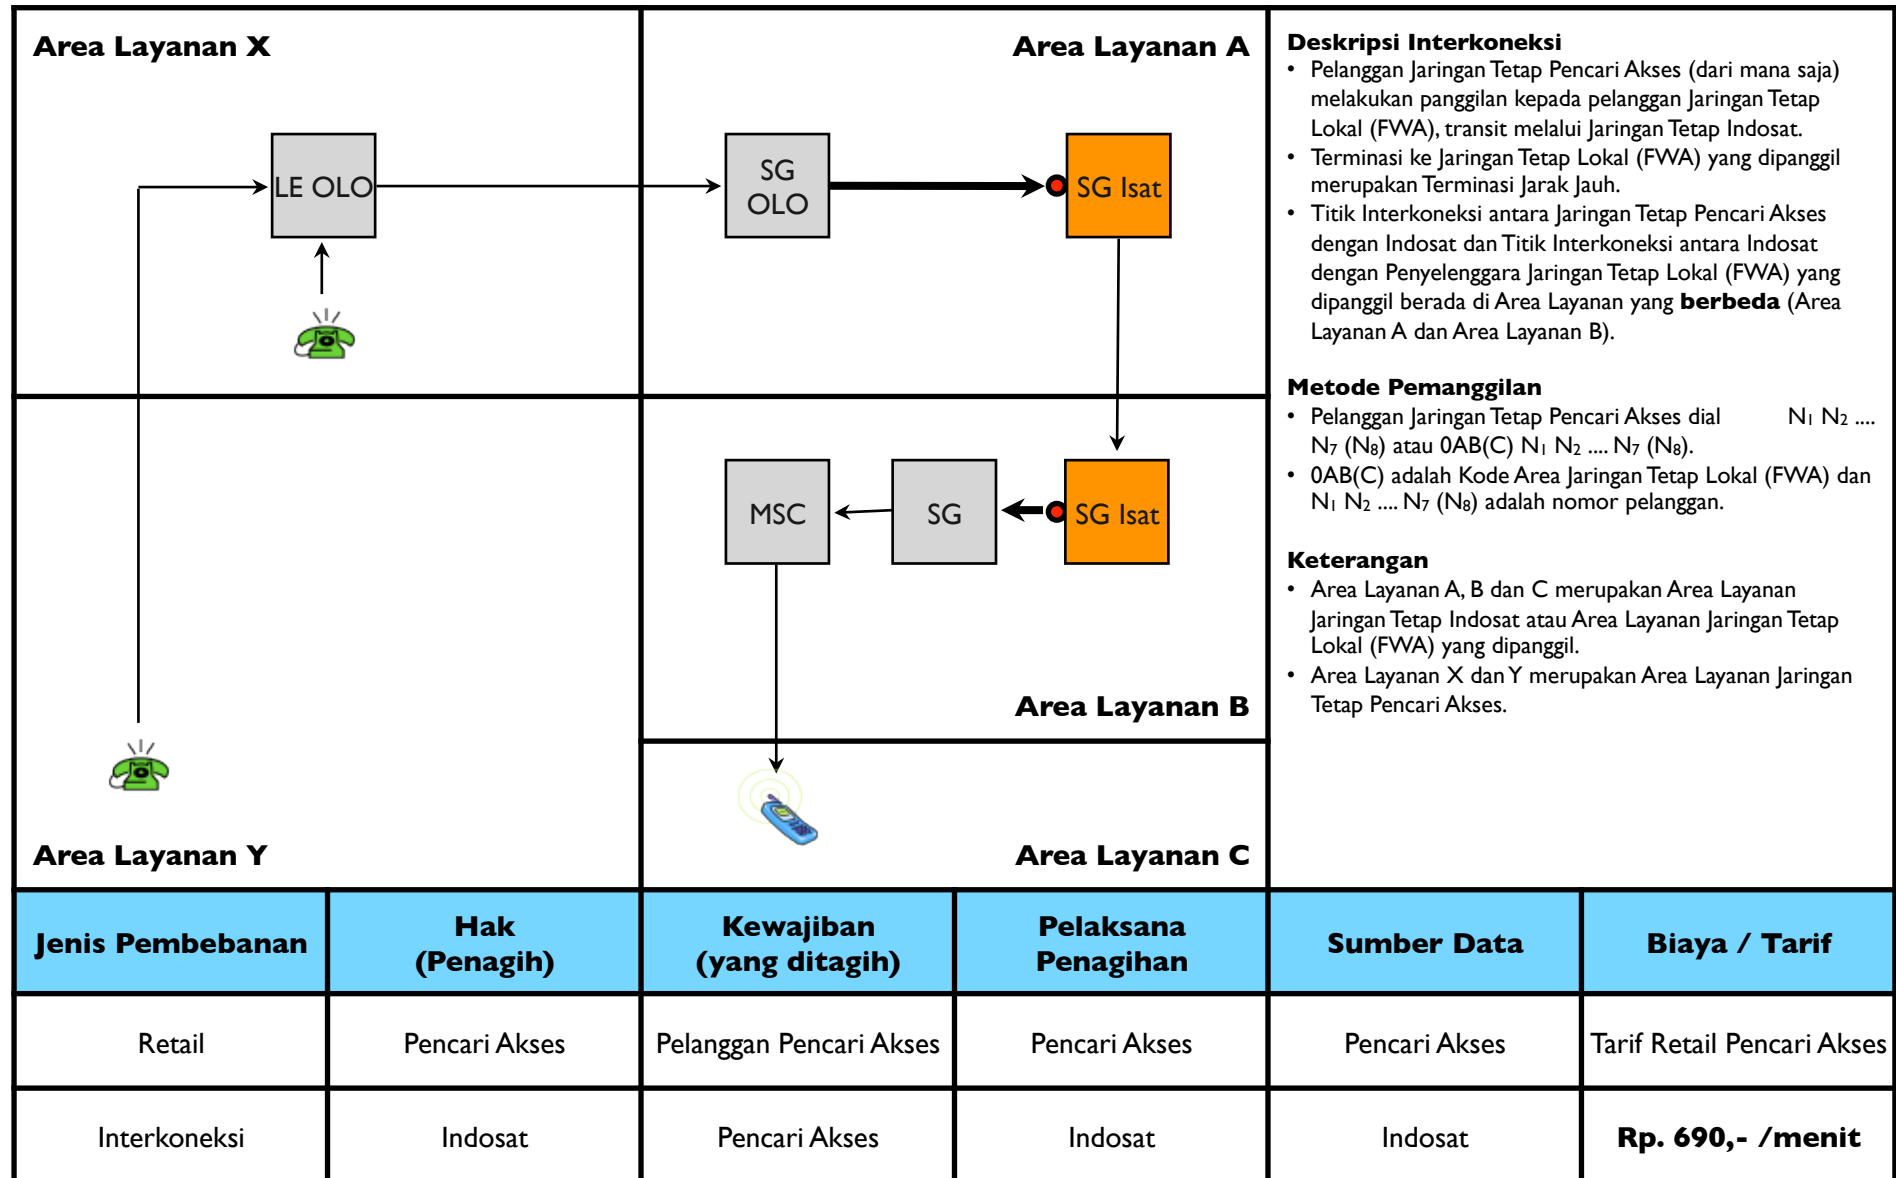 Area Layanan X
Area Layanan A
LE OLO
SG
OLO
SG Isat
MSC
SG
SG Isat
Area Layanan B
Area Layanan Y
Area Layanan C
Deskripsi Interkoneksi
• Pelanggan Jaringan Tetap Pencari Akses (dari mana saja)
melakukan panggilan kepada pelanggan Jaringan Tetap
Lokal (FWA), transit melalui Jaringan Tetap Indosat.
• Terminasi ke Jaringan Tetap Lokal (FWA) yang dipanggil
merupakan Terminasi Jarak Jauh.
• Titik Interkoneksi antara Jaringan Tetap Pencari Akses
dengan Indosat dan Titik Interkoneksi antara Indosat
dengan Penyelenggara Jaringan Tetap Lokal (FWA) yang
dipanggil berada di Area Layanan yang berbeda (Area
Layanan A dan Area Layanan B).
Metode Pemanggilan
• Pelanggan Jaringan Tetap Pencari Akses dial N₁ N₂ ....
N₇ (N₈) atau 0AB(C) N₁ N₂ .... N₇ (N₈).
• 0AB(C) adalah Kode Area Jaringan Tetap Lokal (FWA) dan
N₁ N₂ .... N₇ (N₈) adalah nomor pelanggan.
Keterangan
• Area Layanan A, B dan C merupakan Area Layanan
Jaringan Tetap Indosat atau Area Layanan Jaringan Tetap
Lokal (FWA) yang dipanggil.
• Area Layanan X dan Y merupakan Area Layanan Jaringan
Tetap Pencari Akses.
Jenis Pembebanan
Hak
(Penagih)
Kewajiban
(yang ditagih)
Pelaksana
Penagihan
Sumber Data
Biaya / Tarif
Retail
Pencari Akses
Pelanggan Pencari Akses
Pencari Akses
Pencari Akses
Tarif Retail Pencari Akses
Interkoneksi
Indosat
Pencari Akses
Indosat
Indosat
Rp. 690,- /menit